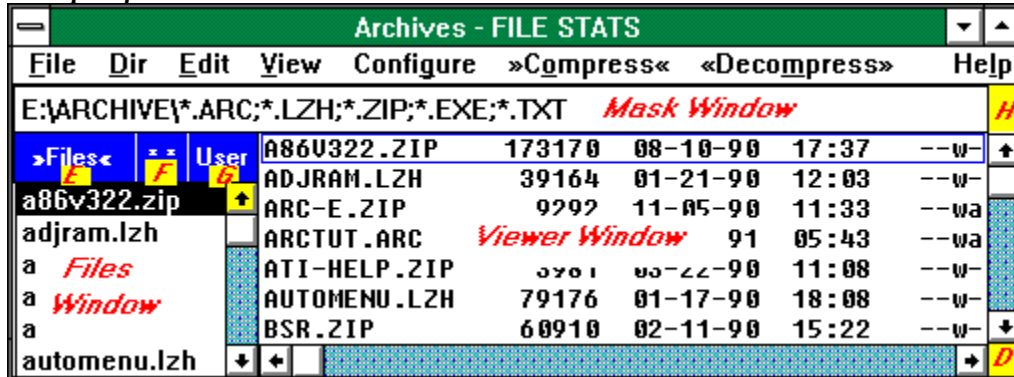 Archives - FILE STATS
File Dir Edit View Configure »Compress« «Decompress» Help
E:\ARCHIVE\*.ARC;*.LZH;*.ZIP;*.EXE;*.TXT Mask Window H
»Files« *.* User
E F G
A86V322.ZIP 173170 08-10-90 17:37 --w-
ADJRAM.LZH 39164 01-21-90 12:03 --w-
ARC-E.ZIP 9292 11-05-90 11:33 --wa
ARCTUT.ARC Viewer Window 91 05:43 --wa
ATI-HELP.ZIP -90 11:08 --w-
AUTOMENU.LZH 79176 01-17-90 18:08 --w-
BSR.ZIP 60910 02-11-90 15:22 --w-
a86v322.zip
adjram.lzh
a Files
a Window
a
automenu.lzh
D